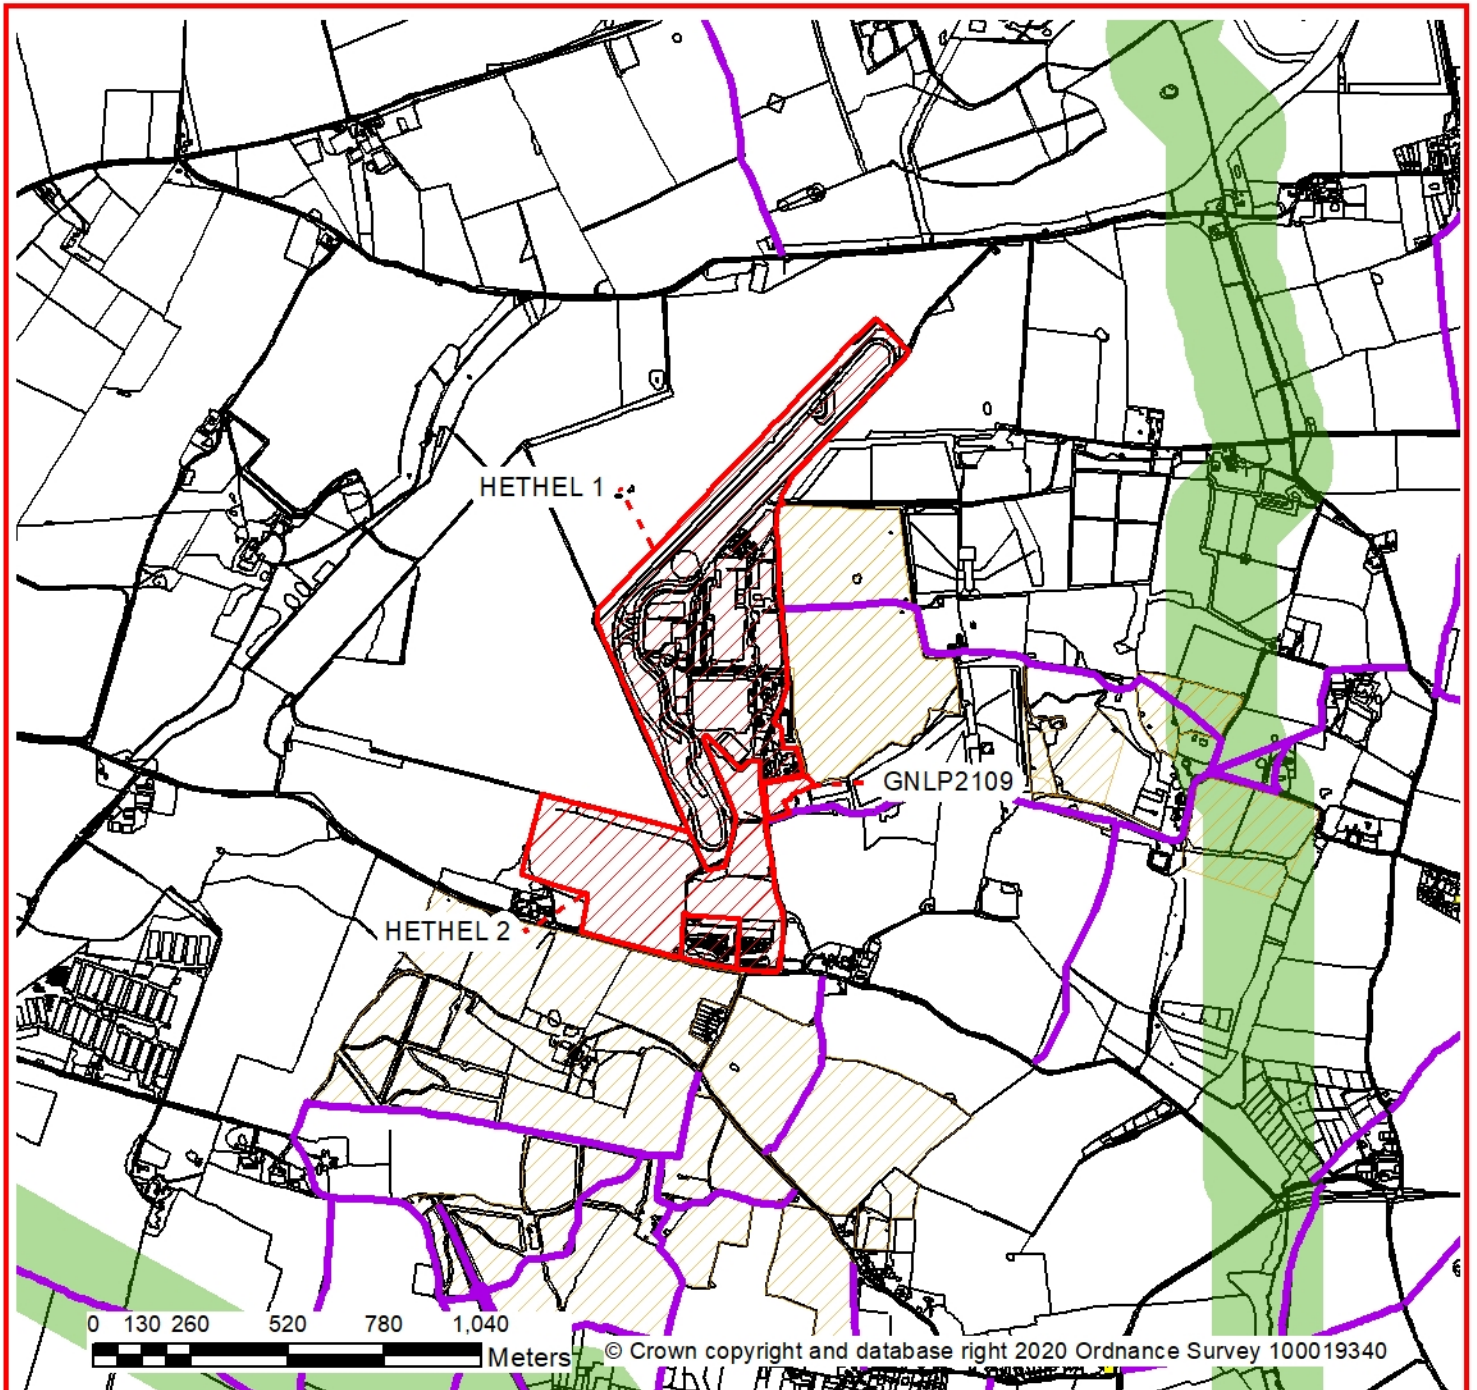 HETHEL 1
GNLP2109
HETHEL 2
0 130 260 520 780 1,040
Meters
© Crown copyright and database right 2020 Ordnance Survey 100019340